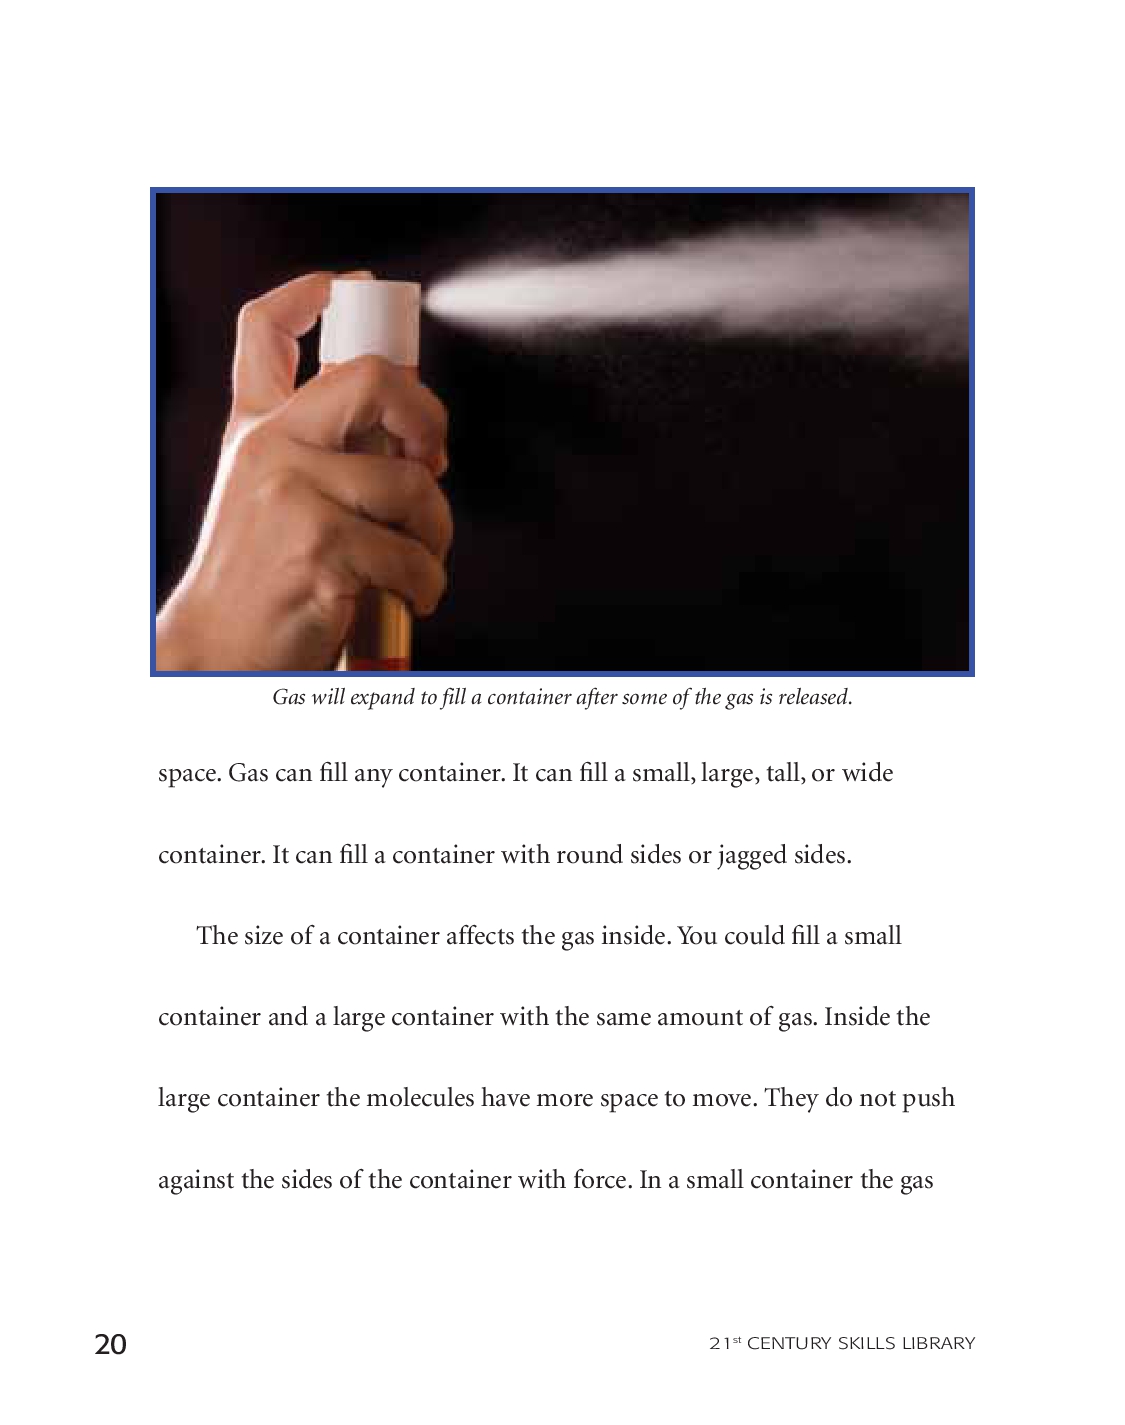 Gas will expand to fill a container after some of the gas is released.
space. Gas can fill any container. It can fill a small, large, tall, or wide
container. It can fill a container with round sides or jagged sides.
The size of a container affects the gas inside. You could fill a small
container and a large container with the same amount of gas. Inside the
large container the molecules have more space to move. They do not push
against the sides of the container with force. In a small container the gas
20
21st CENTURY SKILLS LIBRARY